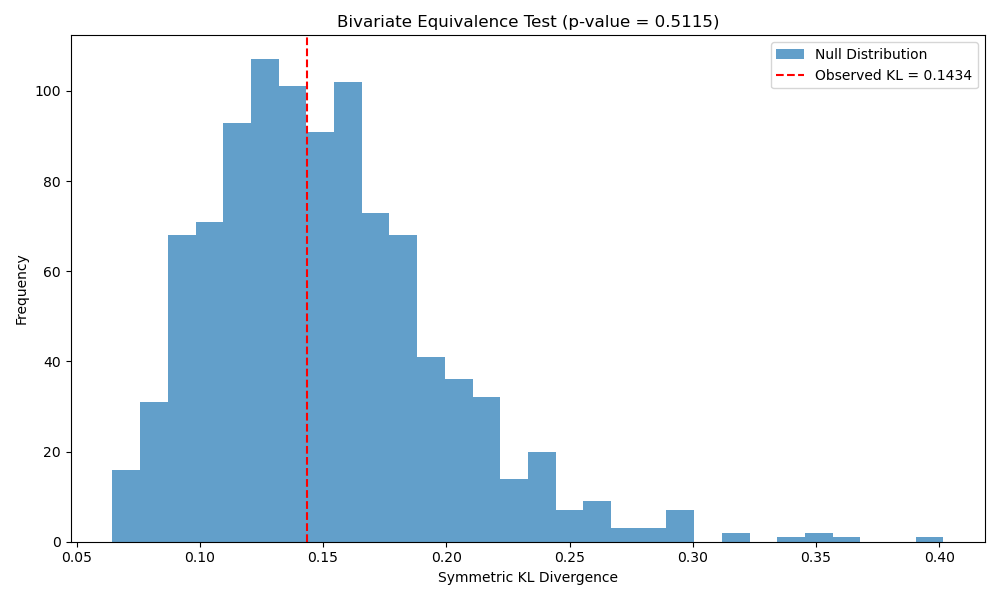 Bivariate Equivalence Test (p-value = 0.5115)
Null Distribution
Observed KL = 0.1434
Frequency
100
80
60
40
20
0
0.05 0.10 0.15 0.20 0.25 0.30 0.35 0.40
Symmetric KL Divergence